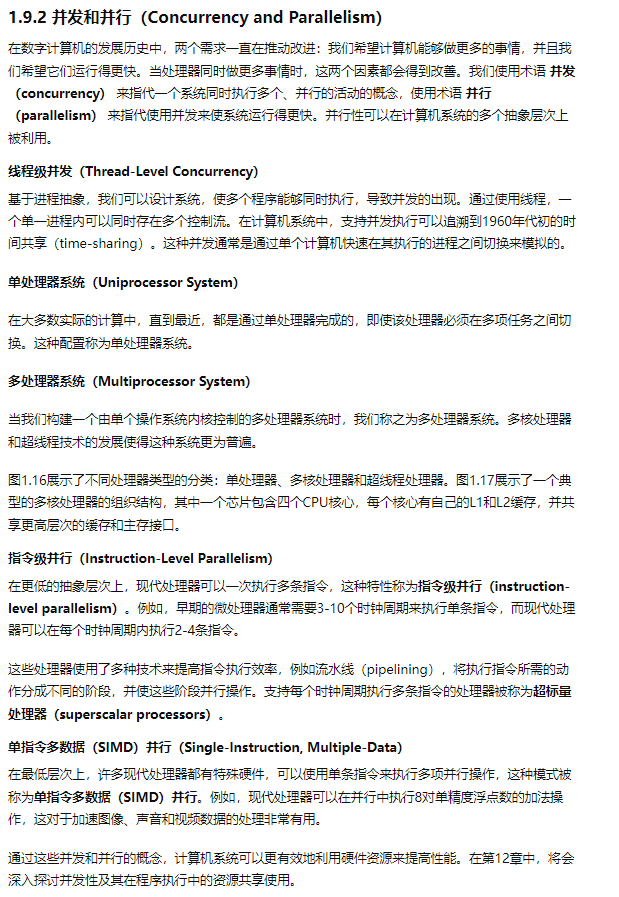 1.9.2 并发和并行（Concurrency and Parallelism）
在数字计算机的发展历史中，两个需求一直在推动改进：我们希望计算机能够做更多的事情，并且我
们希望它们运行得更快。当处理器同时做更多事情时，这两个因素都会得到改善。我们使用术语 并发
（concurrency） 来指代一个系统同时执行多个、并行的活动的概念，使用术语 并行
（parallelism） 来指代使用并发来使系统运行得更快。并行性可以在计算机系统的多个抽象层次上
被利用。
线程级并发（Thread-Level Concurrency）
基于进程抽象，我们可以设计系统，使多个程序能够同时执行，导致并发的出现。通过使用线程，一
个单一进程内可以同时存在多个控制流。在计算机系统中，支持并发执行可以追溯到1960年代初的时
间共享（time-sharing）。这种并发通常是通过单个计算机快速在其执行的进程之间切换来模拟的。
单处理器系统（Uniprocessor System）
在大多数实际的计算中，直到最近，都是通过单处理器完成的，即使该处理器必须在多项任务之间切
换。这种配置称为单处理器系统。
多处理器系统（Multiprocessor System）
当我们构建一个由单个操作系统内核控制的多处理器系统时，我们称之为多处理器系统。多核处理器
和超线程技术的发展使得这种系统更为普遍。
图1.16展示了不同处理器类型的分类：单处理器、多核处理器和超线程处理器。图1.17展示了一个典
型的多核处理器的组织结构，其中一个芯片包含四个CPU核心，每个核心有自己的L1和L2缓存，并共
享更高层次的缓存和主存接口。
指令级并行（Instruction-Level Parallelism）
在更低的抽象层次上，现代处理器可以一次执行多条指令，这种特性称为指令级并行（instruction-
level parallelism）。例如，早期的微处理器通常需要3-10个时钟周期来执行单条指令，而现代处理
器可以在每个时钟周期内执行2-4条指令。
这些处理器使用了多种技术来提高指令执行效率，例如流水线（pipelining），将执行指令所需的动
作分成不同的阶段，并使这些阶段并行操作。支持每个时钟周期执行多条指令的处理器被称为超标量
处理器（superscalar processors）。
单指令多数据（SIMD）并行（Single-Instruction, Multiple-Data）
在最低层次上，许多现代处理器都有特殊硬件，可以使用单条指令来执行多项并行操作，这种模式被
称为单指令多数据（SIMD）并行。例如，现代处理器可以在并行中执行8对单精度浮点数的加法操
作，这对于加速图像、声音和视频数据的处理非常有用。
通过这些并发和并行的概念，计算机系统可以更有效地利用硬件资源来提高性能。在第12章中，将会
深入探讨并发性及其在程序执行中的资源共享使用。